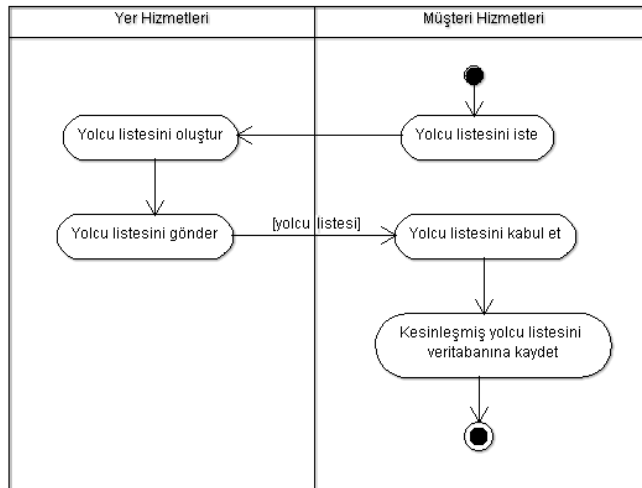 Yer Hizmetleri
Müşteri Hizmetleri
Yolcu listesini oluştur
Yolcu listesini iste
Yolcu listesini gönder
[yolcu listesi]
Yolcu listesini kabul et
Kesinleşmiş yolcu listesini
veritabanına kaydet